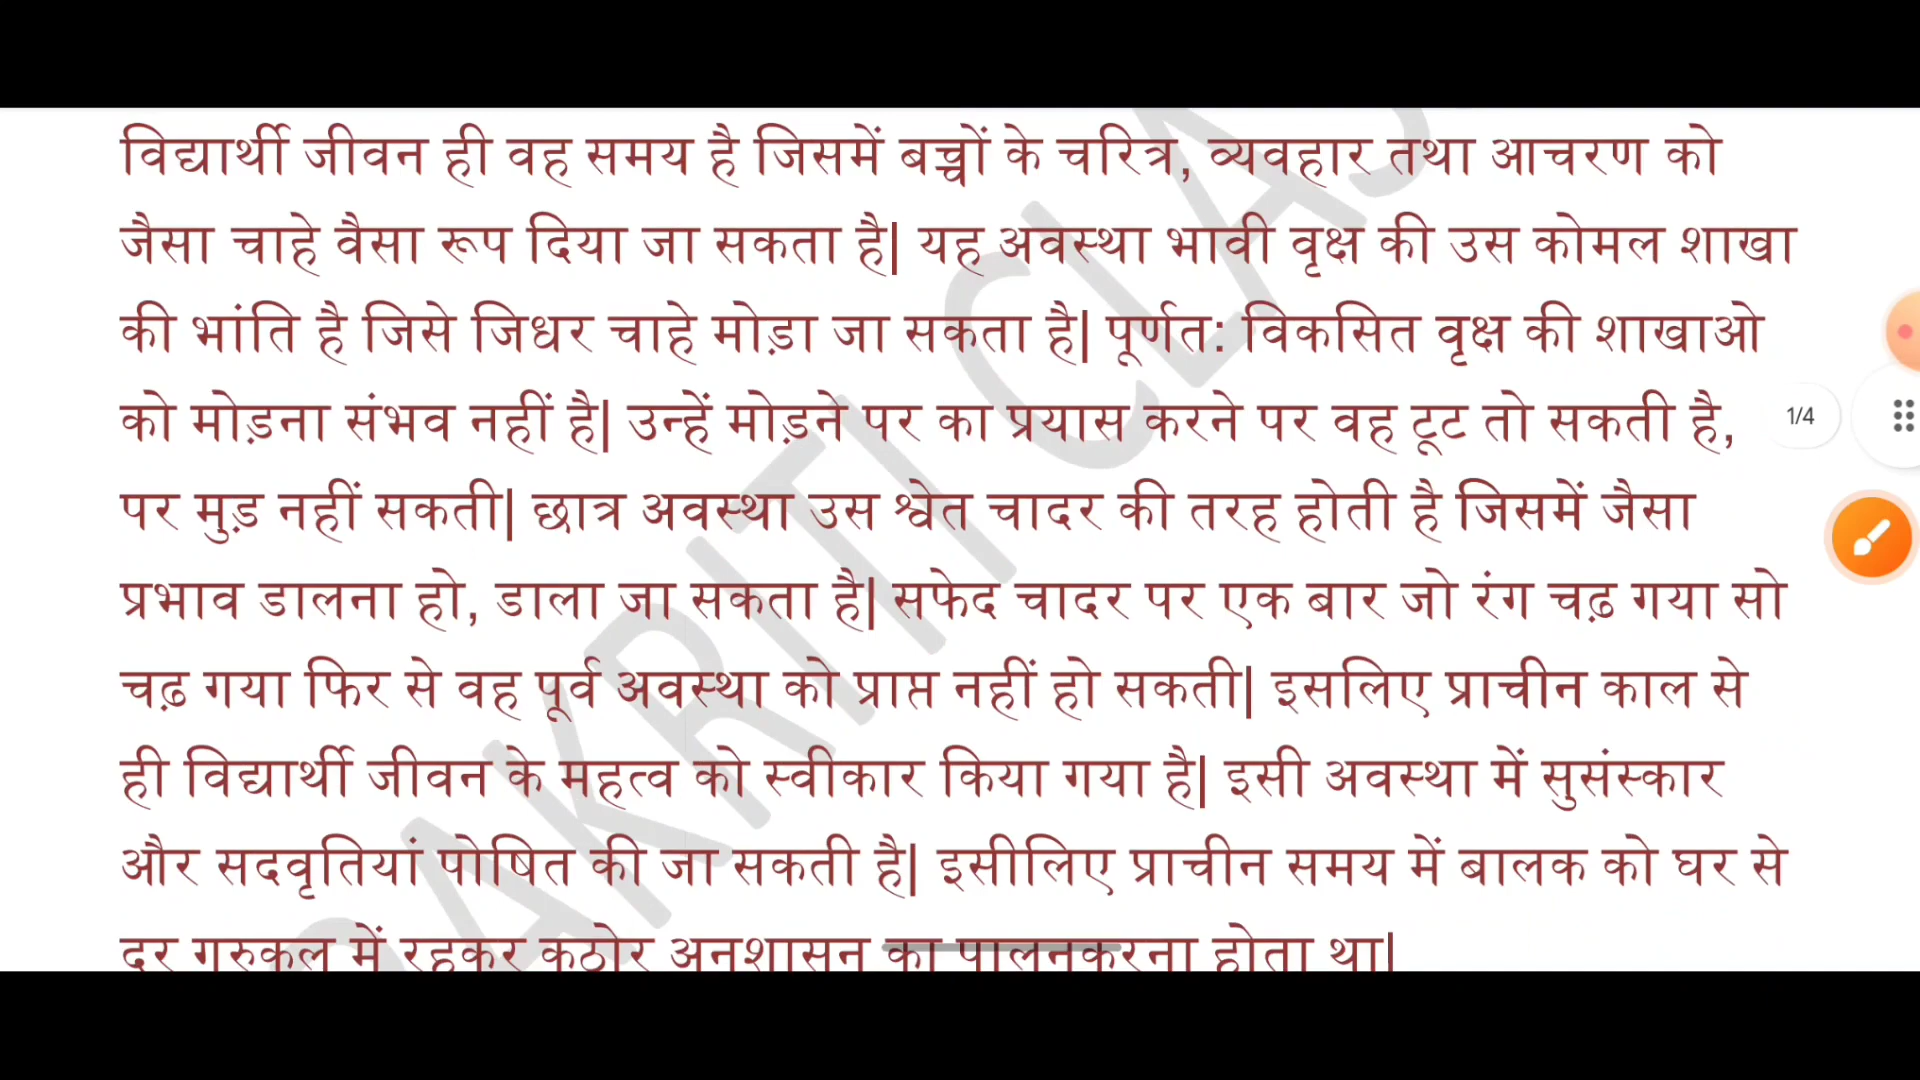 विद्यार्थी जीवन ही वह समय है जिसमें बच्चों के चरित्र, व्यवहार तथा आचरण को
जैसा चाहे वैसा रूप दिया जा सकता है| यह अवस्था भावी वृक्ष की उस कोमल शाखा
की भांति है जिसे जिधर चाहे मोड़ा जा सकता है| पूर्णत: विकसित वृक्ष की शाखाओ
को मोड़ना संभव नहीं है| उन्हें मोड़ने पर का प्रयास करने पर वह टूट तो सकती है,
1/4
पर मुड़ नहीं सकती| छात्र अवस्था उस श्वेत चादर की तरह होती है जिसमें जैसा
प्रभाव डालना हो, डाला जा सकता है| सफेद चादर पर एक बार जो रंग चढ़ गया सो
चढ़ गया फिर से वह पूर्व अवस्था को प्राप्त नहीं हो सकती| इसलिए प्राचीन काल से
ही विद्यार्थी जीवन के महत्व को स्वीकार किया गया है| इसी अवस्था में सुसंस्कार
और सदवृतियां पोषित की जा सकती है| इसीलिए प्राचीन समय में बालक को घर से
दूर गुरुकुल में रहकर कठोर अनुशासन का पालनकरना होता था|